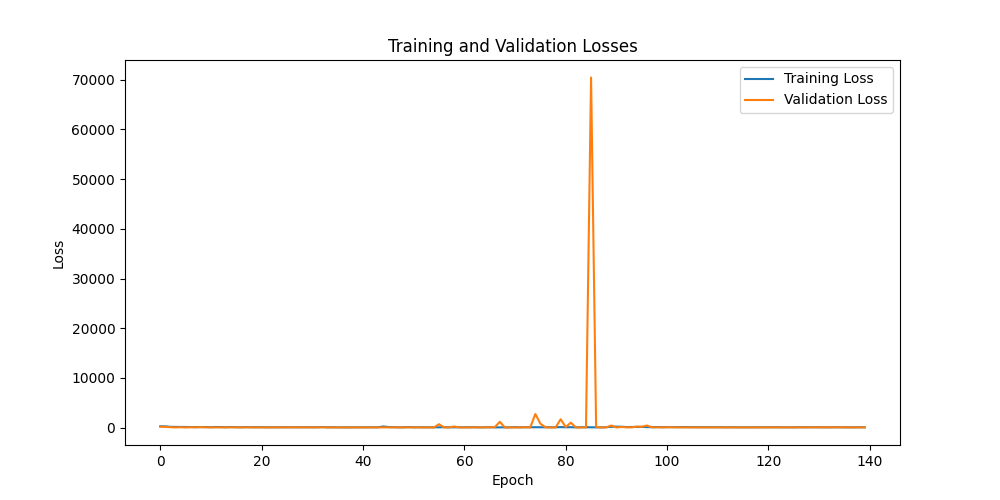 Training and Validation Losses
Training Loss
Validation Loss
70000
60000
50000
40000
30000
20000
10000
0
Loss
0 20 40 60 80 100 120 140
Epoch